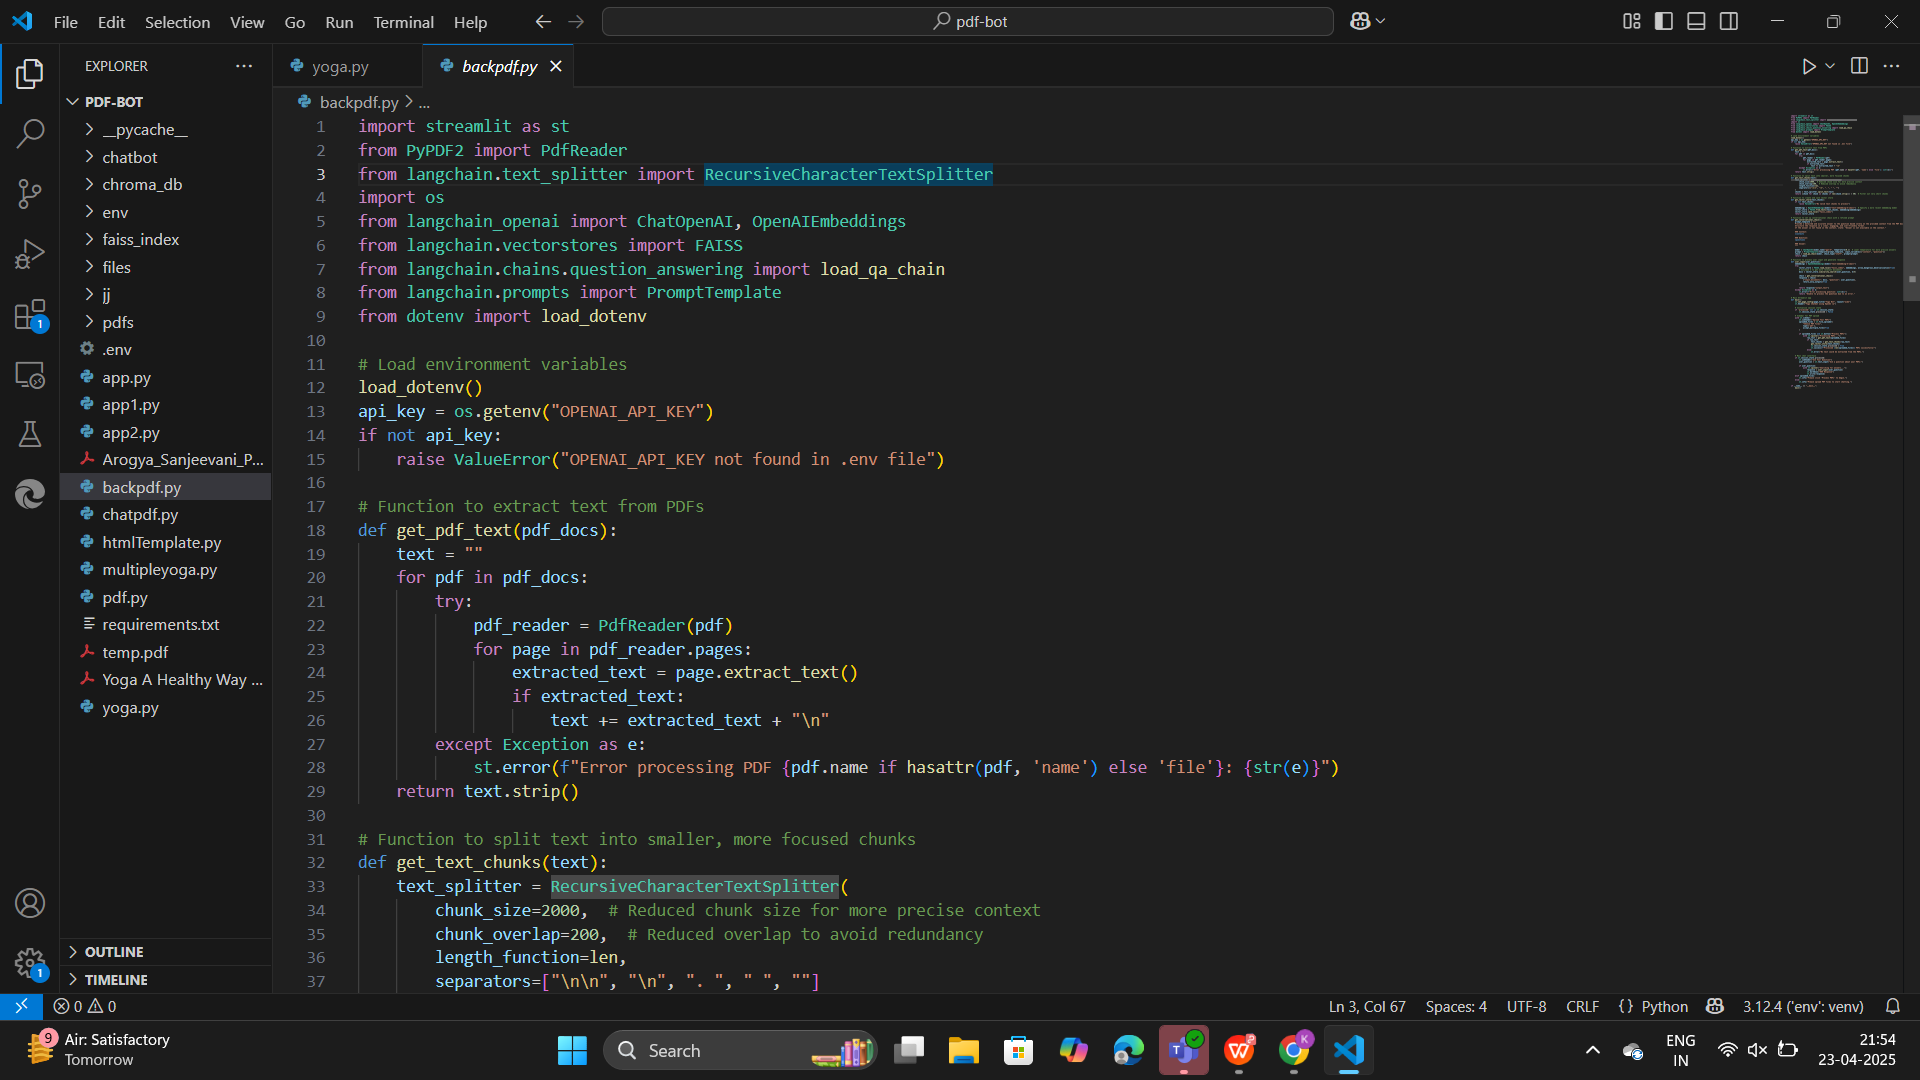 File Edit Selection View Go Run Terminal Help
pdf-bot
EXPLORER
yoga.py
backpdf.py
backpdf.py > ...
PDF-BOT
__pycache__
chatbot
chroma_db
env
faiss_index
files
jj
pdfs
.env
app.py
app1.py
app2.py
Arogya_Sanjeevani_P...
backpdf.py
chatpdf.py
htmlTemplate.py
multipleyoga.py
pdf.py
requirements.txt
temp.pdf
Yoga A Healthy Way ...
yoga.py
OUTLINE
TIMELINE
1 import streamlit as st
2 from PyPDF2 import PdfReader
3 from langchain.text_splitter import RecursiveCharacterTextSplitter
4 import os
5 from langchain_openai import ChatOpenAI, OpenAIEmbeddings
6 from langchain.vectorstores import FAISS
7 from langchain.chains.question_answering import load_qa_chain
8 from langchain.prompts import PromptTemplate
9 from dotenv import load_dotenv
10
11 # Load environment variables
12 load_dotenv()
13 api_key = os.getenv("OPENAI_API_KEY")
14 if not api_key:
15     raise ValueError("OPENAI_API_KEY not found in .env file")
16
17 # Function to extract text from PDFs
18 def get_pdf_text(pdf_docs):
19     text = ""
20     for pdf in pdf_docs:
21         try:
22             pdf_reader = PdfReader(pdf)
23             for page in pdf_reader.pages:
24                 extracted_text = page.extract_text()
25                 if extracted_text:
26                     text += extracted_text + "\n"
27         except Exception as e:
28             st.error(f"Error processing PDF {pdf.name if hasattr(pdf, 'name') else 'file'}: {str(e)}")
29     return text.strip()
30
31 # Function to split text into smaller, more focused chunks
32 def get_text_chunks(text):
33     text_splitter = RecursiveCharacterTextSplitter(
34         chunk_size=2000,  # Reduced chunk size for more precise context
35         chunk_overlap=200,  # Reduced overlap to avoid redundancy
36         length_function=len,
37         separators=["\n\n", "\n", ". ", " ", ""]
1
1
0 0
Ln 3, Col 67 Spaces: 4 UTF-8 CRLF {} Python 3.12.4 ('env': venv)
9
Air: Satisfactory
Tomorrow
Search
K
ENG
IN
21:54
23-04-2025